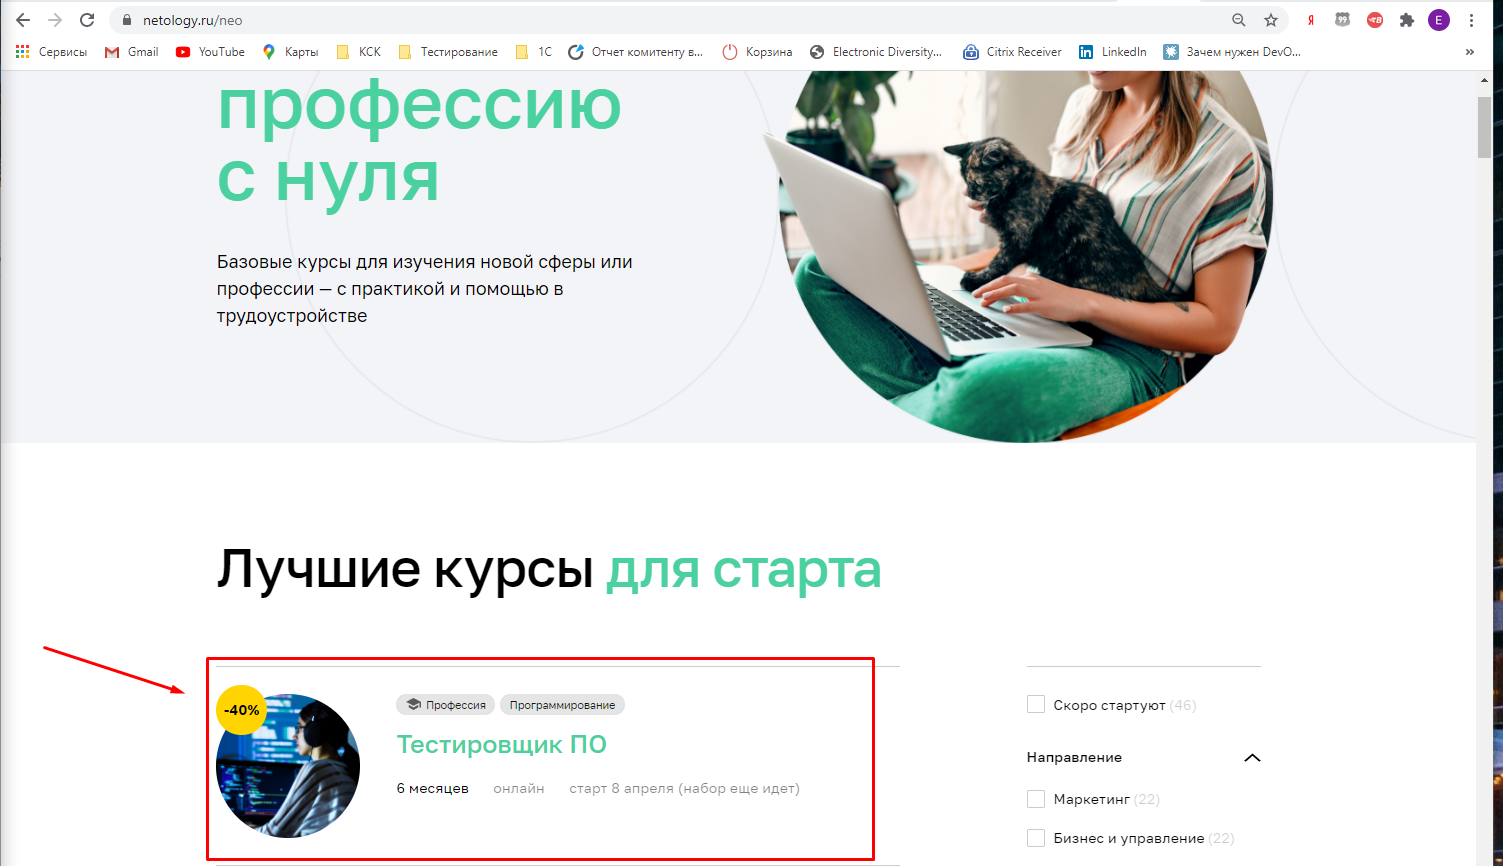 netology.ru/neo
Я
99
E
Сервисы
Gmail
YouTube
Карты
КСК
Тестирование
1С
Отчет комитенту в...
Корзина
Electronic Diversity...
Citrix Receiver
in
LinkedIn
Зачем нужен DevO...
»
профессию
с нуля
Базовые курсы для изучения новой сферы или
профессии — с практикой и помощью в
трудоустройстве
Лучшие курсы для старта
-40%
Профессия
Программирование
Тестировщик ПО
6 месяцев онлайн старт 8 апреля (набор еще идет)
Скоро стартуют (46)
Направление
Маркетинг (22)
Бизнес и управление (22)